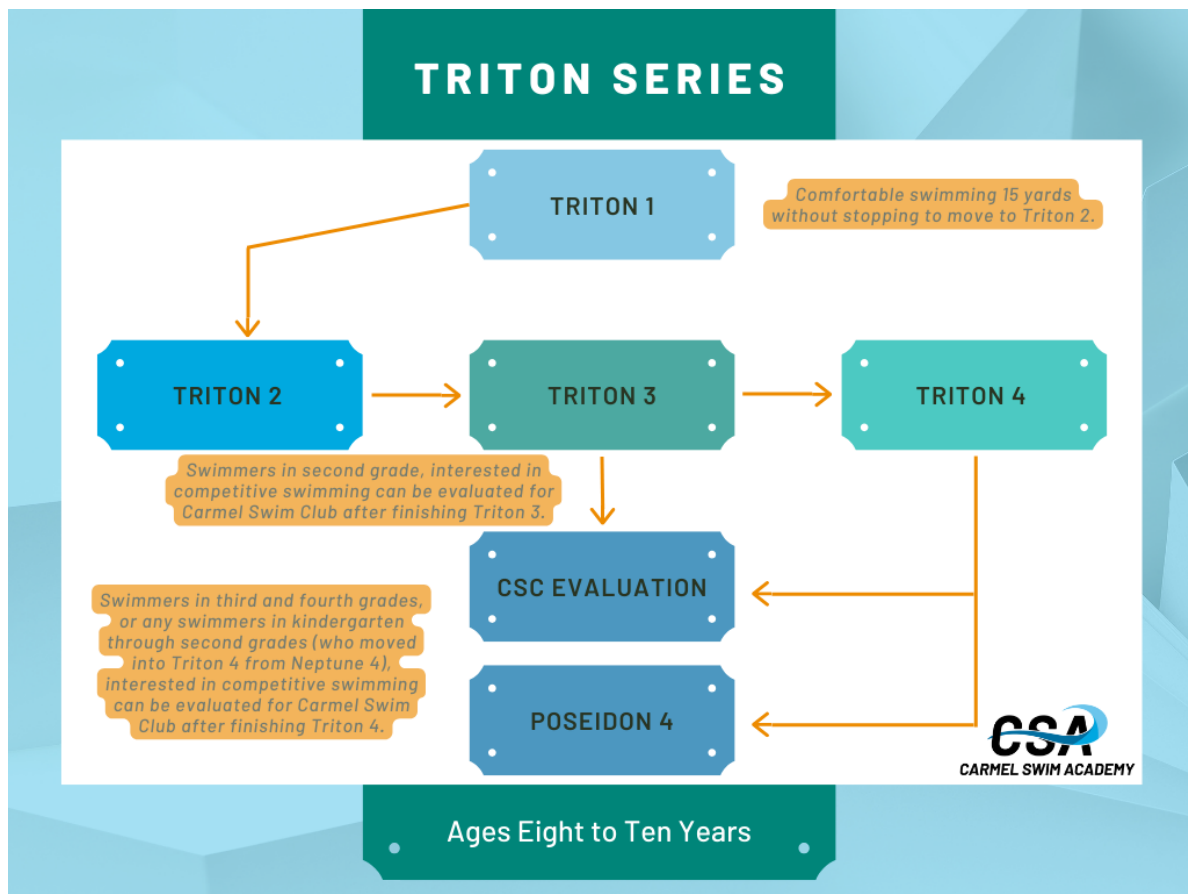 TRITON SERIES
TRITON 1
Comfortable swimming 15 yards
without stopping to move to Triton 2.
TRITON 2
TRITON 3
TRITON 4
Swimmers in second grade, interested in
competitive swimming can be evaluated for
Carmel Swim Club after finishing Triton 3.
CSC EVALUATION
Swimmers in third and fourth grades,
or any swimmers in kindergarten
through second grades (who moved
into Triton 4 from Neptune 4),
interested in competitive swimming
can be evaluated for Carmel Swim
Club after finishing Triton 4.
POSEIDON 4
CSA
CARMEL SWIM ACADEMY
Ages Eight to Ten Years